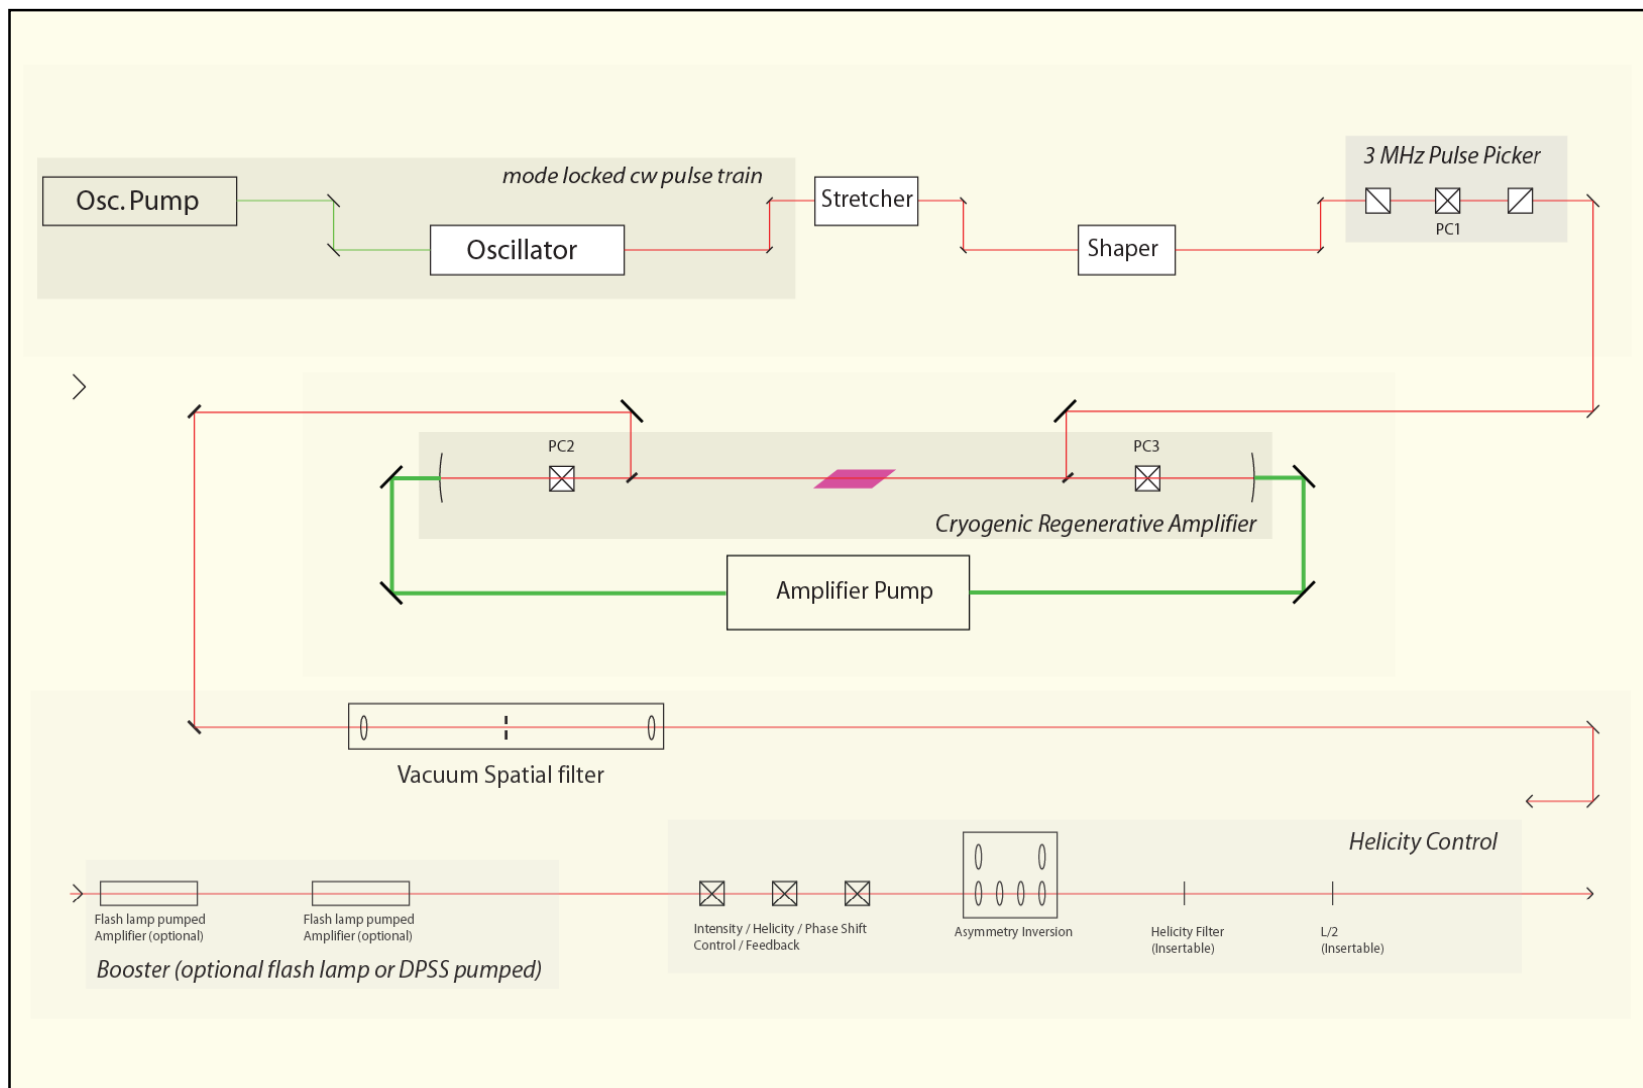 Osc. Pump
mode locked cw pulse train
Oscillator
Stretcher
Shaper
3 MHz Pulse Picker
PC1
PC2
PC3
Cryogenic Regenerative Amplifier
Amplifier Pump
Vacuum Spatial filter
Helicity Control
Flash lamp pumped
Amplifier (optional)
Flash lamp pumped
Amplifier (optional)
Booster (optional flash lamp or DPSS pumped)
Intensity / Helicity / Phase Shift
Control / Feedback
Asymmetry Inversion
Helicity Filter
(Insertable)
L/2
(Insertable)